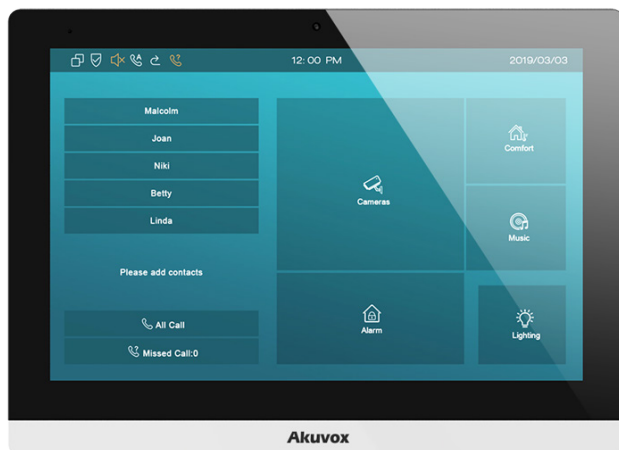 12:00 PM
2019/03/03
Malcolm
Joan
Niki
Betty
Linda
Please add contacts
All Call
Missed Call:0
Cameras
Alarm
Comfort
Music
Lighting
Akuvox